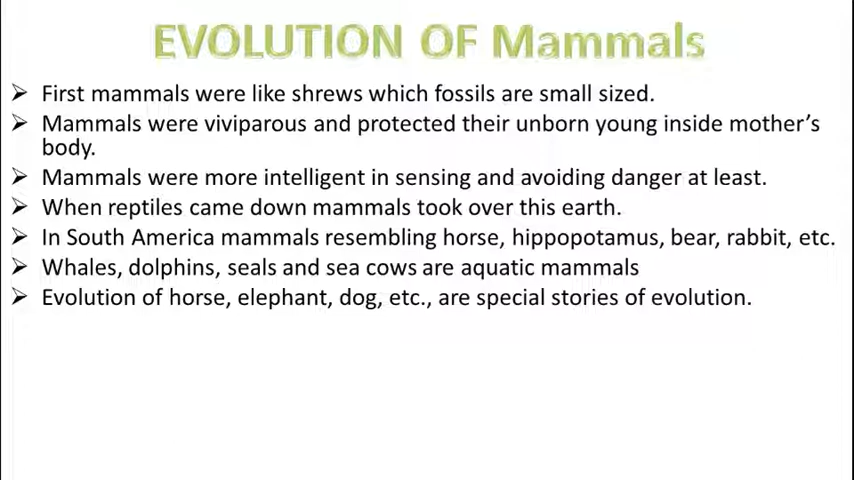 EVOLUTION OF Mammals
➢ First mammals were like shrews which fossils are small sized.
➢ Mammals were viviparous and protected their unborn young inside mother’s
body.
➢ Mammals were more intelligent in sensing and avoiding danger at least.
➢ When reptiles came down mammals took over this earth.
➢ In South America mammals resembling horse, hippopotamus, bear, rabbit, etc.
➢ Whales, dolphins, seals and sea cows are aquatic mammals
➢ Evolution of horse, elephant, dog, etc., are special stories of evolution.